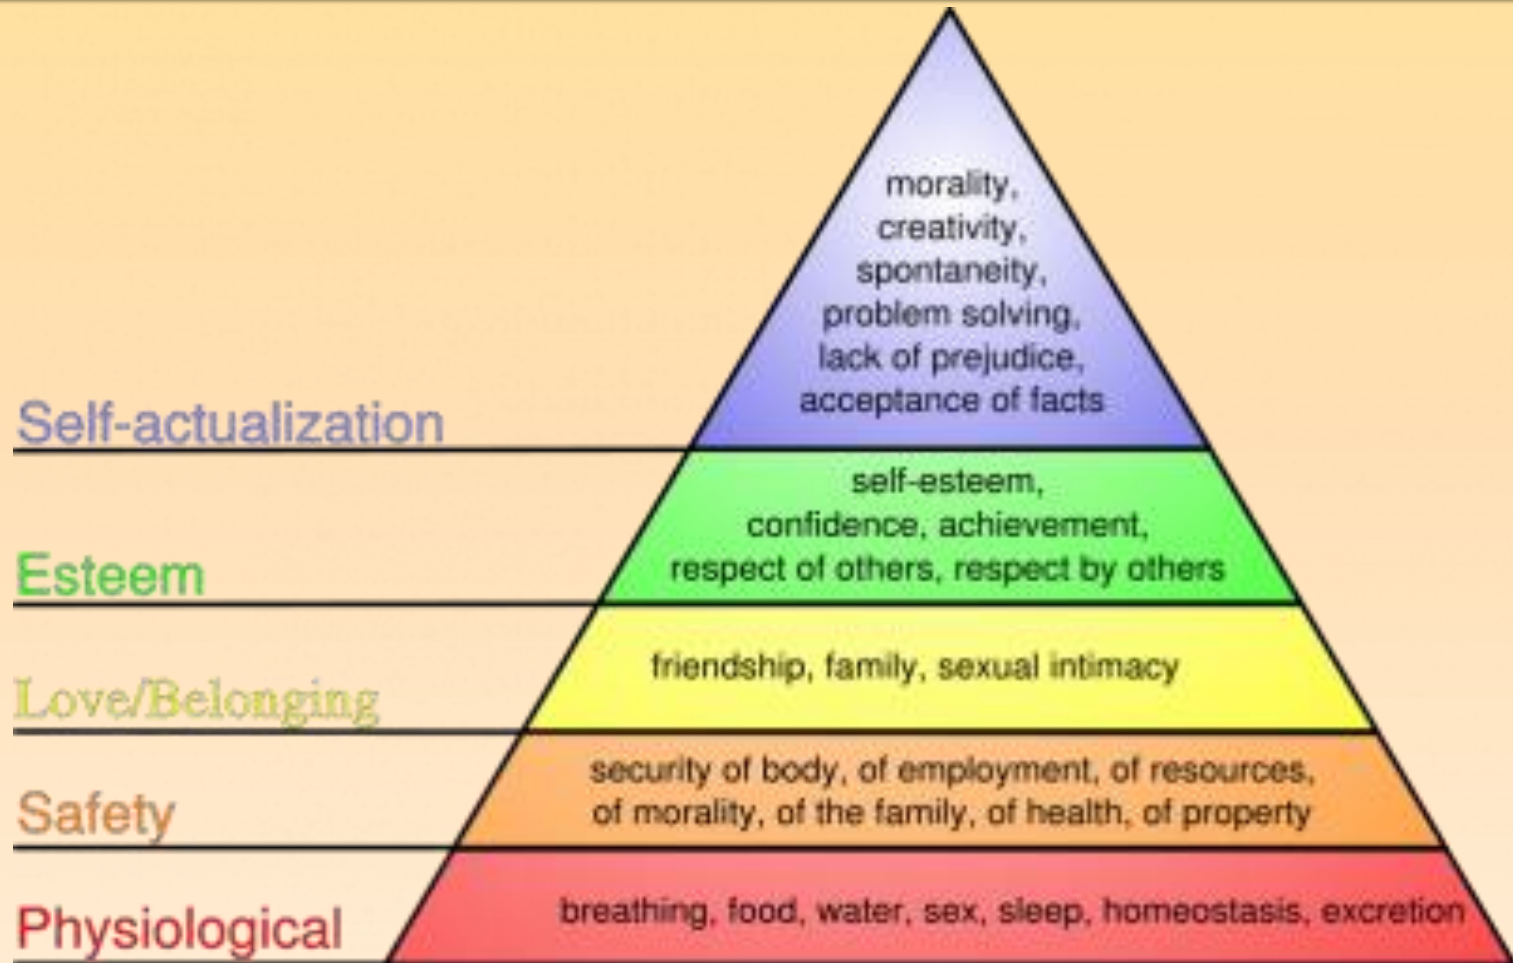 morality,
creativity,
spontaneity,
problem solving,
lack of prejudice,
acceptance of facts
Self-actualization
self-esteem,
confidence, achievement,
respect of others, respect by others
Esteem
friendship, family, sexual intimacy
Love/Belonging
security of body, of employment, of resources,
of morality, of the family, of health, of property
Safety
breathing, food, water, sex, sleep, homeostasis, excretion
Physiological